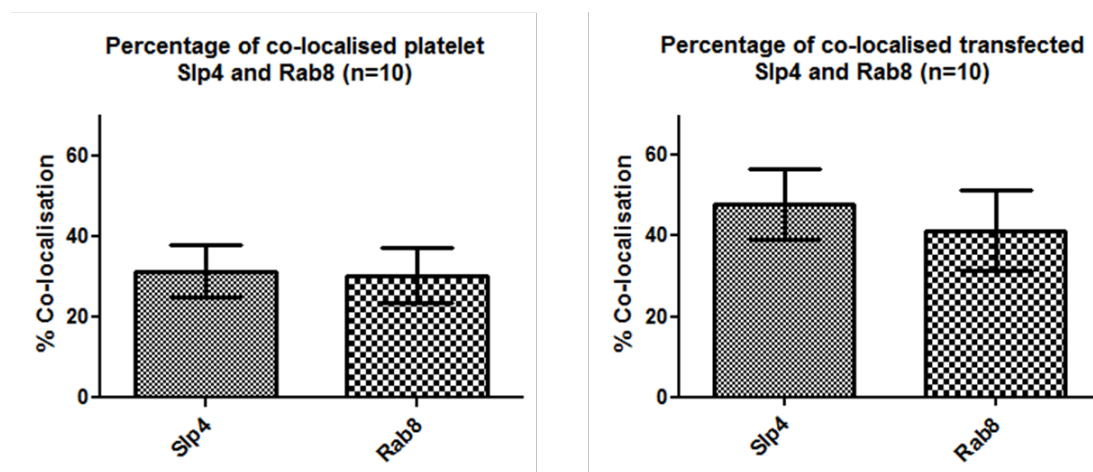 Percentage of co-localised platelet
Slp4 and Rab8 (n=10)
% Co-localisation
60
40
20
0
Slp4
Rab8
Percentage of co-localised transfected
Slp4 and Rab8 (n=10)
% Co-localisation
60
40
20
0
Slp4
Rab8